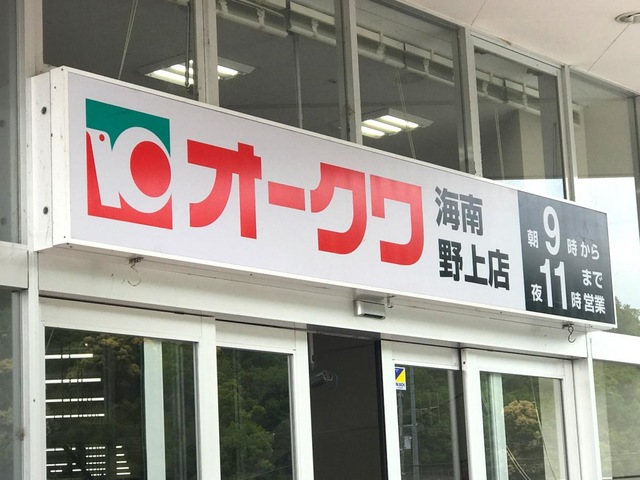 オークワ
海南
野上店
朝9時から
夜11時まで営業